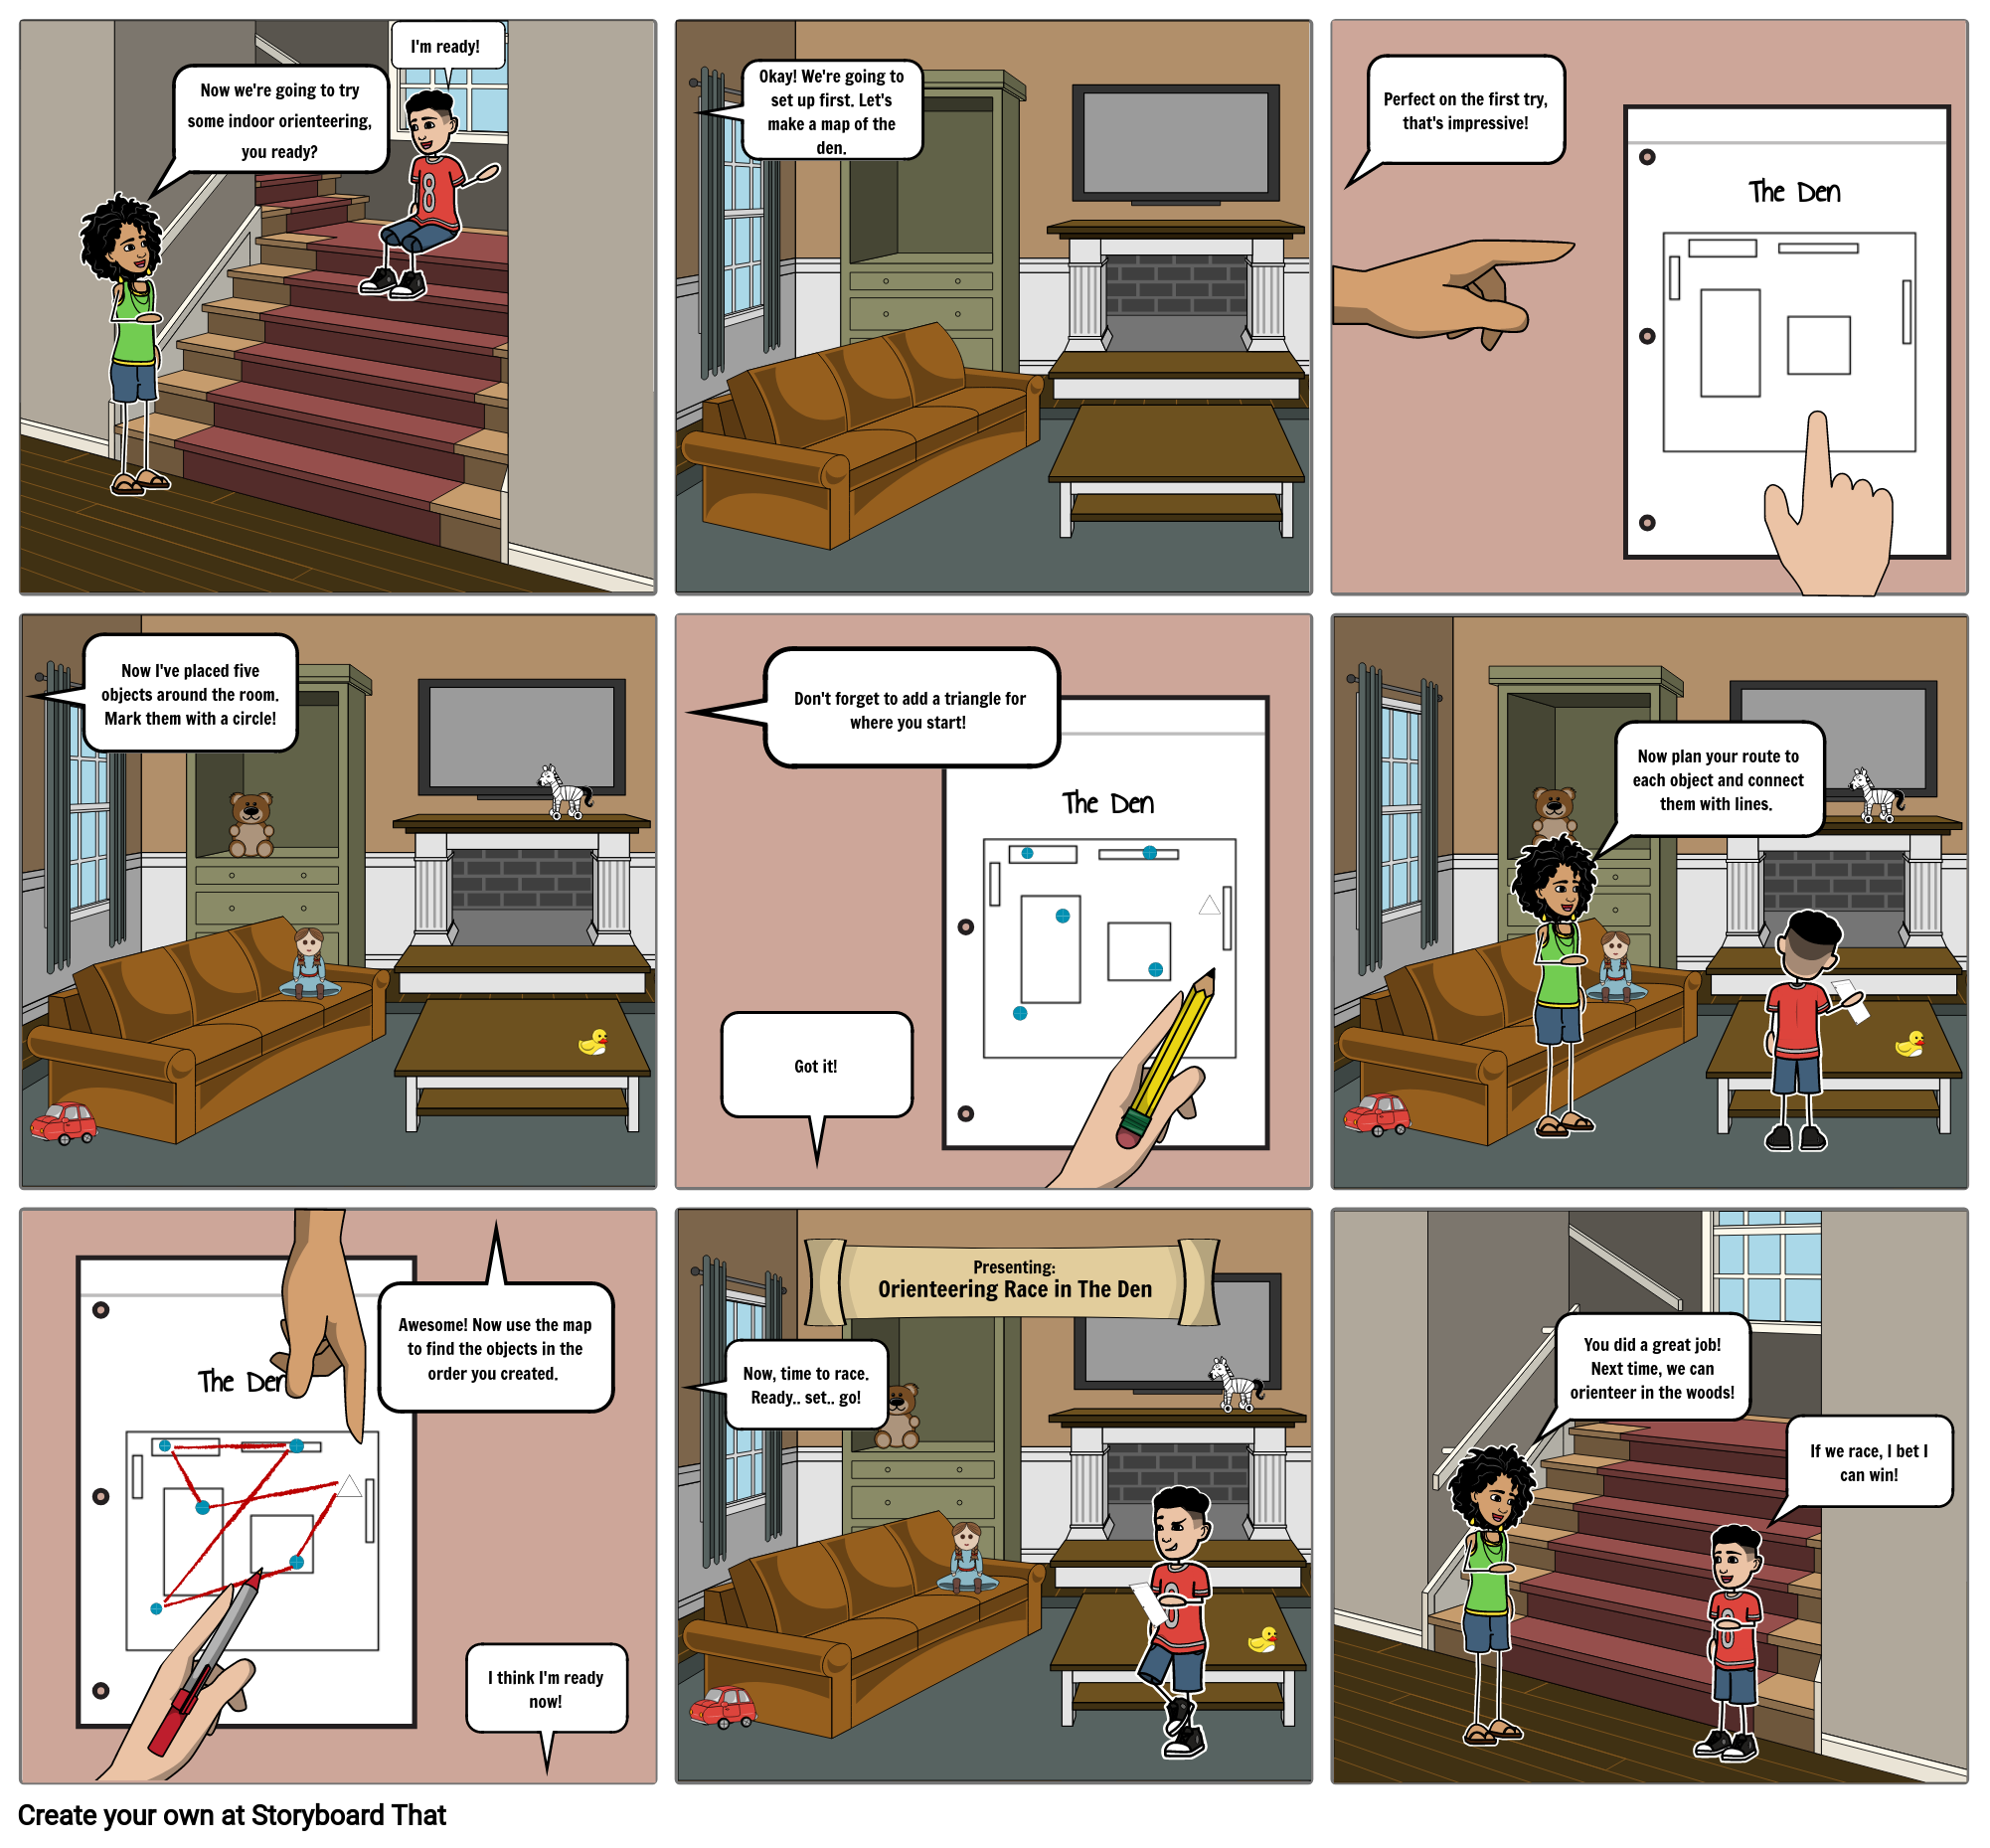 I'm ready!
Now we're going to try
some indoor orienteering,
you ready?
Okay! We're going to
set up first. Let's
make a map of the
den.
Perfect on the first try,
that's impressive!
The Den
Now I've placed five
objects around the room.
Mark them with a circle!
Don't forget to add a triangle for
where you start!
The Den
Got it!
Now plan your route to
each object and connect
them with lines.
Awesome! Now use the map
to find the objects in the
order you created.
The Den
I think I'm ready
now!
Presenting:
Orienteering Race in The Den
Now, time to race.
Ready.. set.. go!
You did a great job!
Next time, we can
orienteer in the woods!
If we race, I bet I
can win!
Create your own at Storyboard That